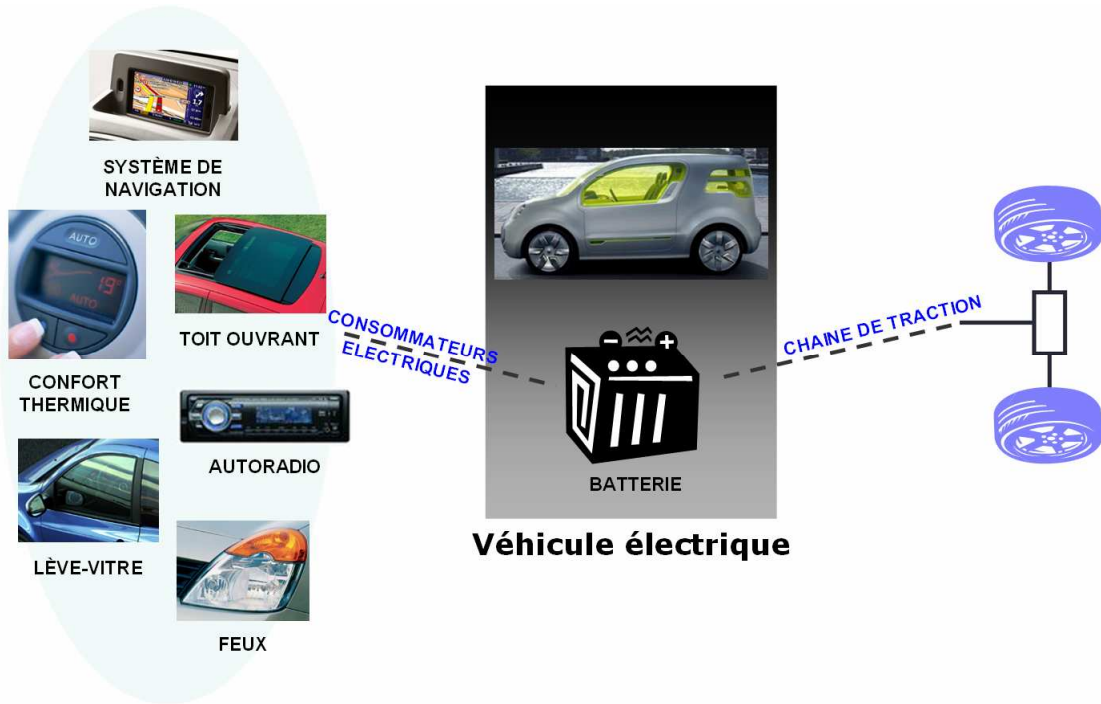 SYSTÈME DE
NAVIGATION
AUTO
19°
AUTO
TOIT OUVRANT
CONFORT
THERMIQUE
AUTORADIO
LÈVE-VITRE
FEUX
CONSOMMATEURS
ELECTRIQUES
BATTERIE
Véhicule électrique
CHAINE DE TRACTION